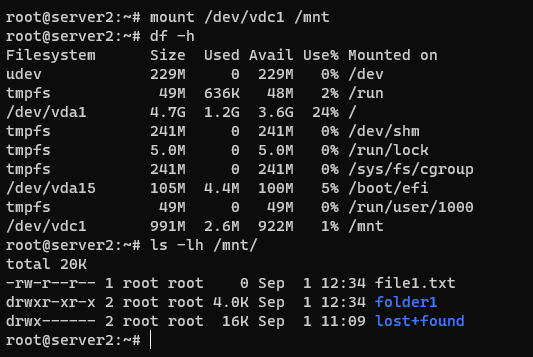 root@server2:~# mount /dev/vdc1 /mnt
root@server2:~# df -h
Filesystem      Size  Used Avail Use% Mounted on
udev            229M     0  229M   0% /dev
tmpfs            49M  636K   48M   2% /run
/dev/vda1       4.7G  1.2G  3.6G  24% /
tmpfs           241M     0  241M   0% /dev/shm
tmpfs           5.0M     0  5.0M   0% /run/lock
tmpfs           241M     0  241M   0% /sys/fs/cgroup
/dev/vda15      105M  4.4M  100M   5% /boot/efi
tmpfs            49M     0   49M   0% /run/user/1000
/dev/vdc1       991M  2.6M  922M   1% /mnt
root@server2:~# ls -lh /mnt/
total 20K
-rw-r--r-- 1 root root    0 Sep  1 12:34 file1.txt
drwxr-xr-x 2 root root 4.0K Sep  1 12:34 folder1
drwx------ 2 root root  16K Sep  1 11:09 lost+found
root@server2:~#